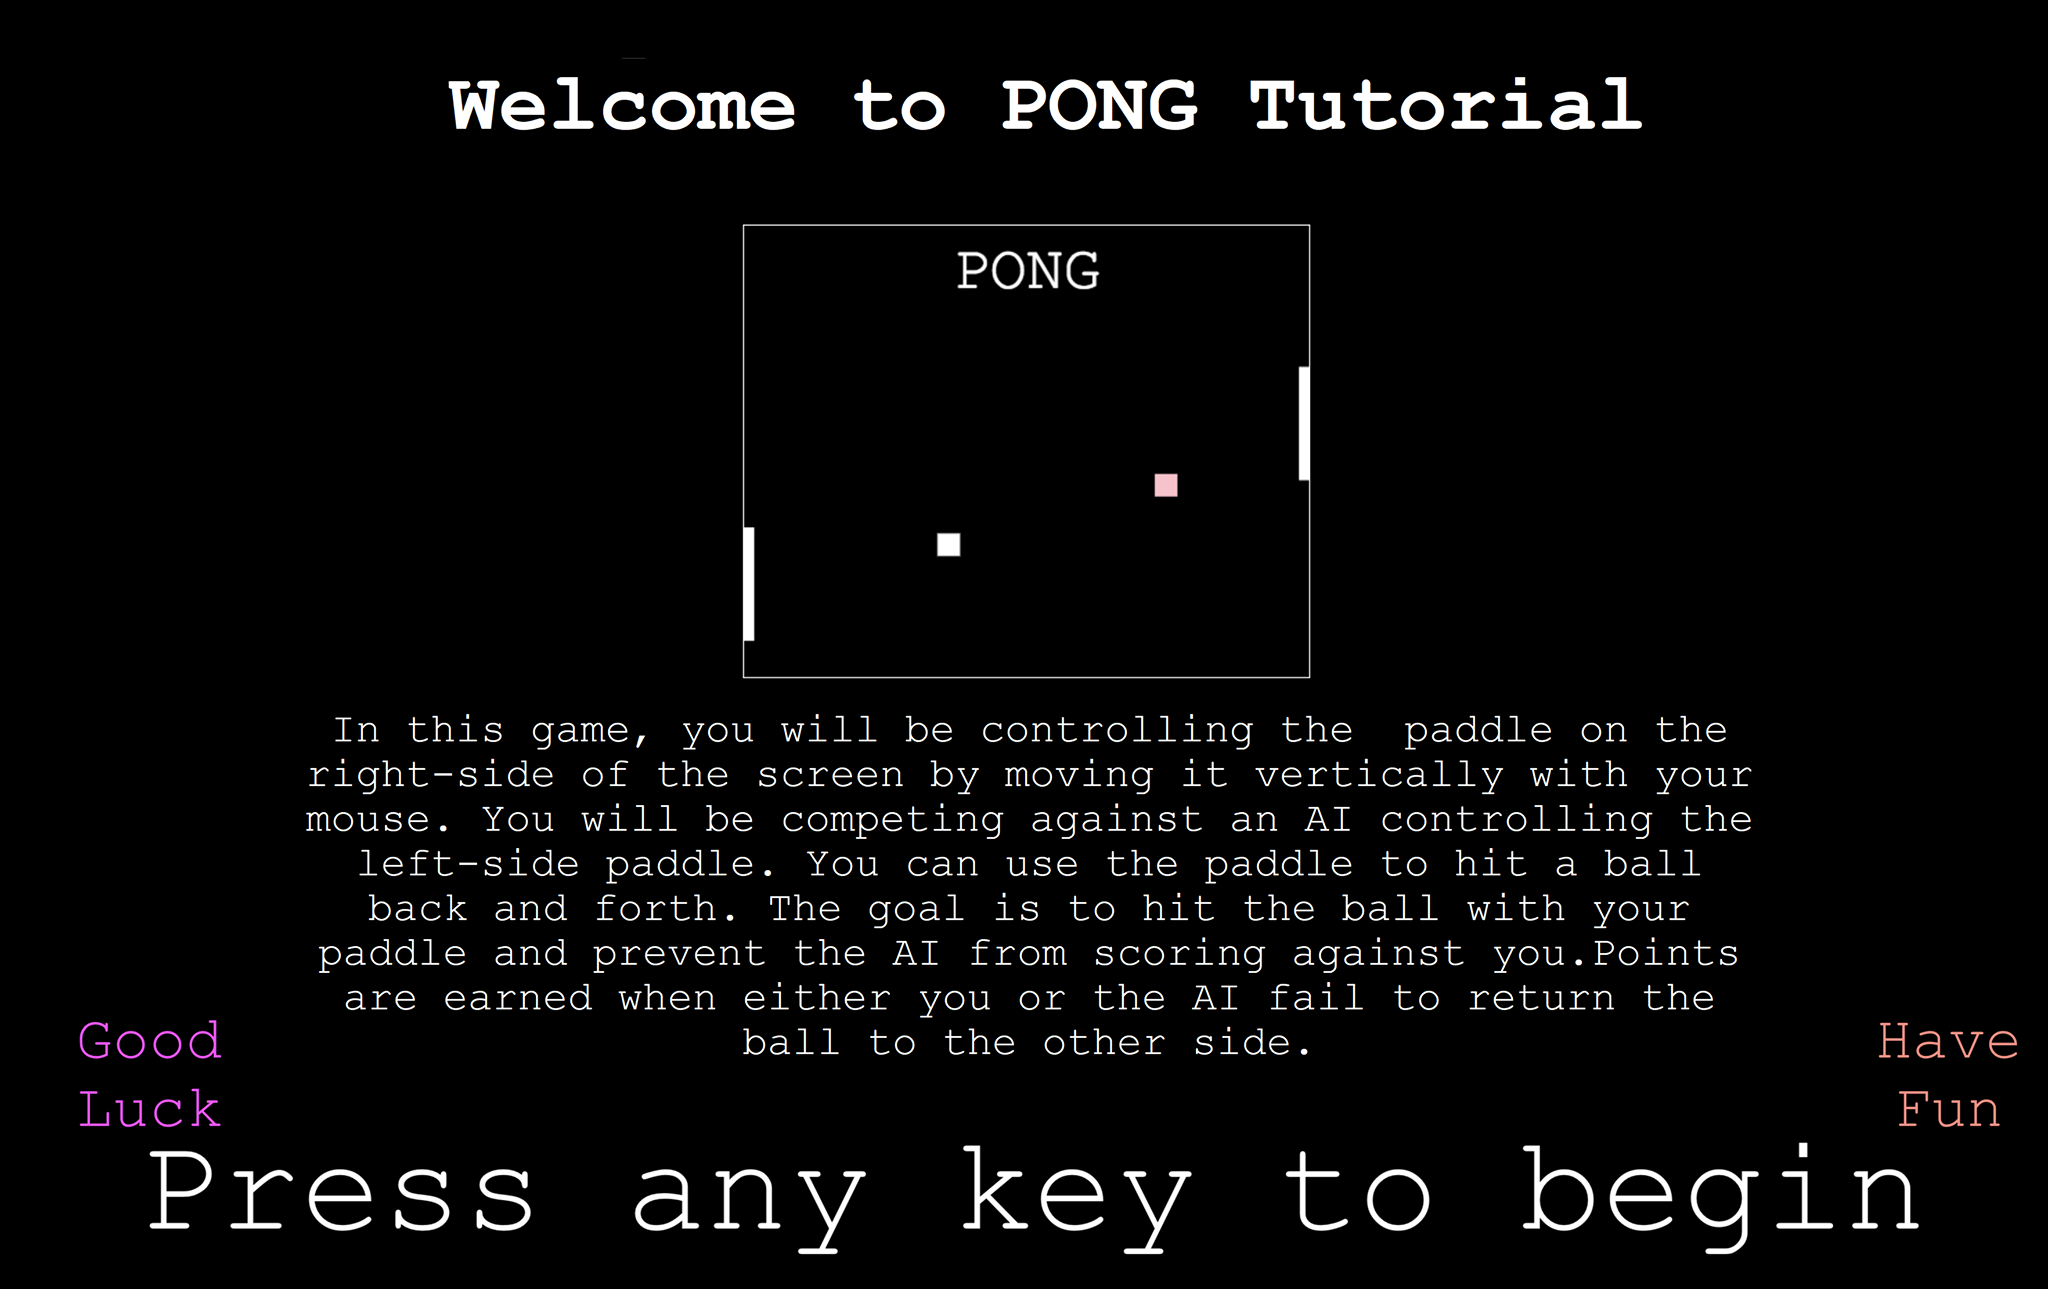 Welcome to PONG Tutorial
PONG
In this game, you will be controlling the  paddle on the
right-side of the screen by moving it vertically with your
mouse. You will be competing against an AI controlling the
left-side paddle. You can use the paddle to hit a ball
back and forth. The goal is to hit the ball with your
paddle and prevent the AI from scoring against you.Points
are earned when either you or the AI fail to return the
ball to the other side.
Good
Luck
Have
Fun
Press any key to begin